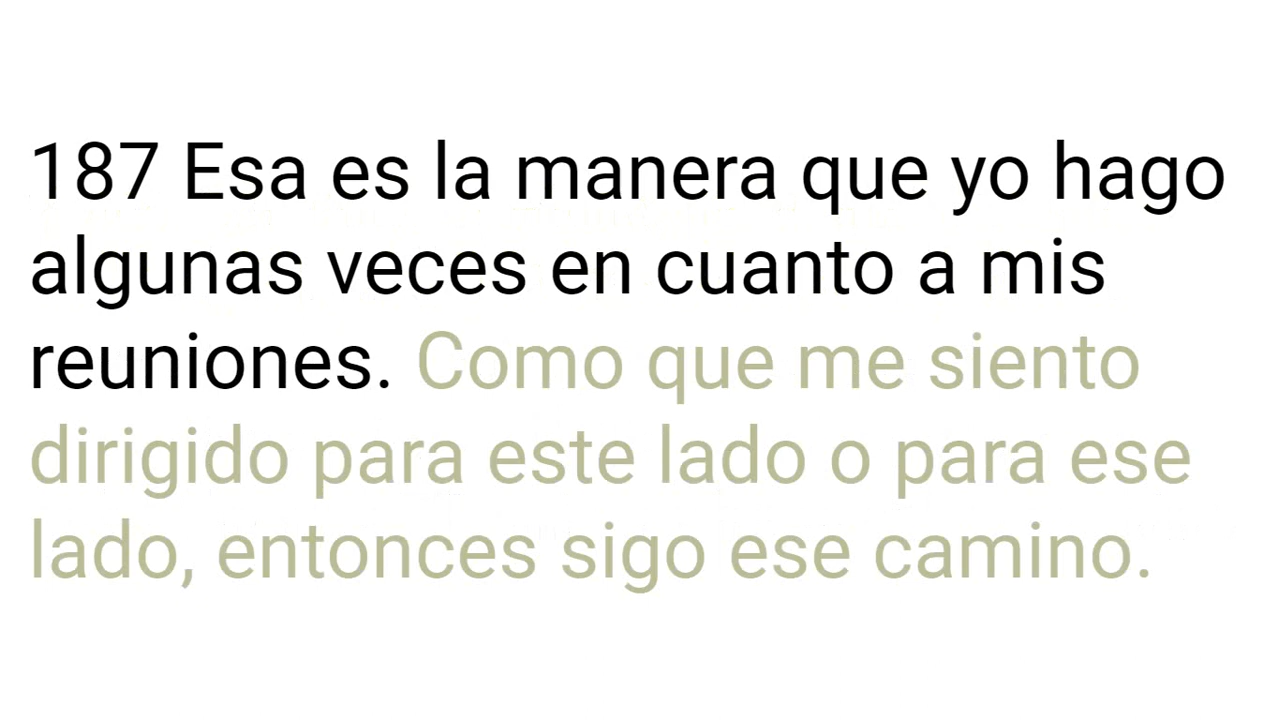 187 Esa es la manera que yo hago
algunas veces en cuanto a mis
reuniones. Como que me siento
dirigido para este lado o para ese
lado, entonces sigo ese camino.